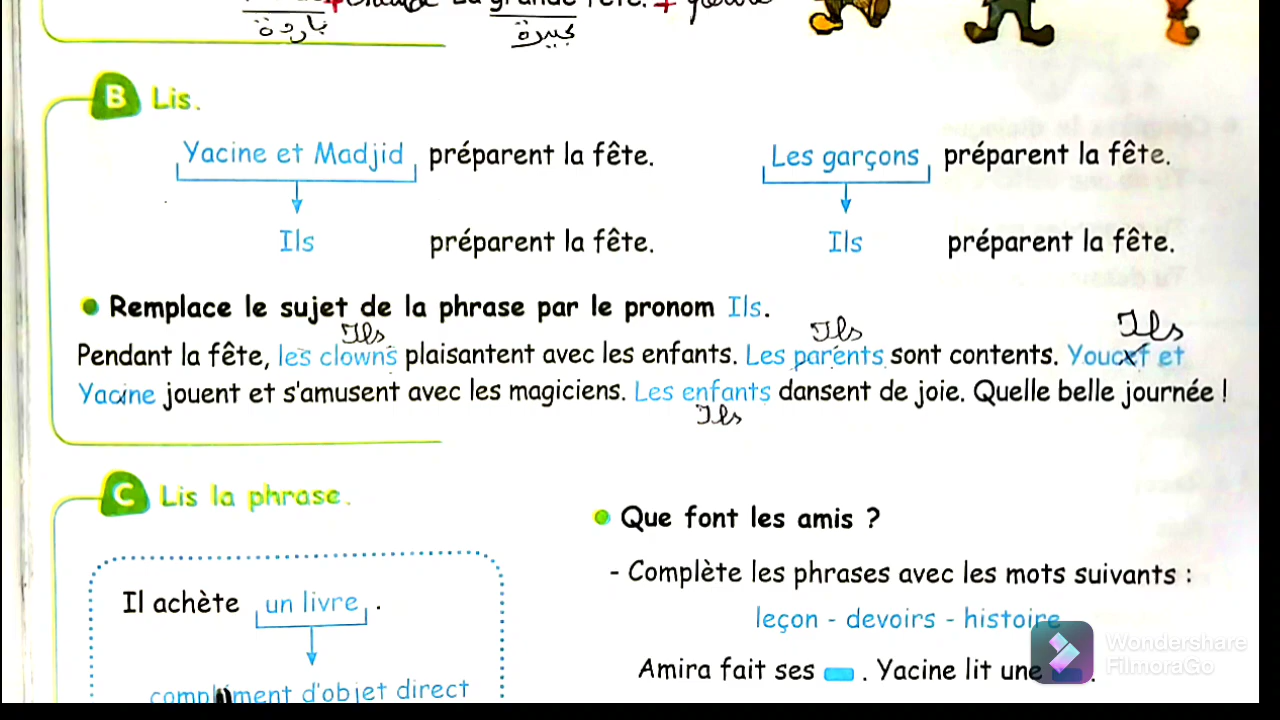 La grande fête. +
باردة
كبيرة
B Lis.
Yacine et Madjid préparent la fête. Les garçons préparent la fête.
Ils préparent la fête. Ils préparent la fête.
Remplace le sujet de la phrase par le pronom Ils.
Ils Ils Ils
Pendant la fête, les clowns plaisantent avec les enfants. Les parents sont contents. Youcef et
Yacine jouent et s'amusent avec les magiciens. Les enfants dansent de joie. Quelle belle journée !
Ils
C Lis la phrase.
Que font les amis ?
- Complète les phrases avec les mots suivants :
Il achète un livre .
leçon - devoirs - histoire
Amira fait ses . Yacine lit une .
complément d'objet direct
Wondershare
FilmoraGo